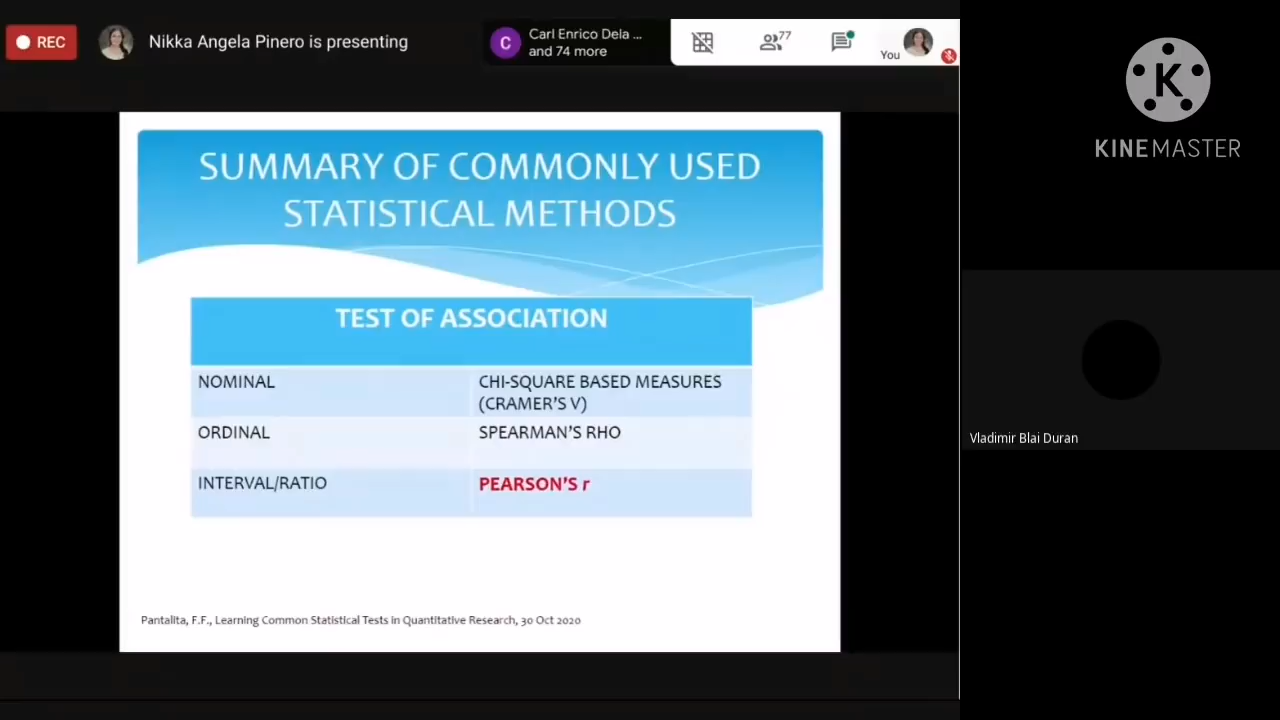 REC
Nikka Angela Pinero is presenting
C
Carl Enrico Dela ...
and 74 more
77
You
K
KINEMASTER
SUMMARY OF COMMONLY USED
STATISTICAL METHODS
TEST OF ASSOCIATION
NOMINAL
CHI-SQUARE BASED MEASURES
(CRAMER'S V)
ORDINAL
SPEARMAN'S RHO
INTERVAL/RATIO
PEARSON'S r
Vladimir Blai Duran
Pantalita, F.F., Learning Common Statistical Tests in Quantitative Research, 30 Oct 2020